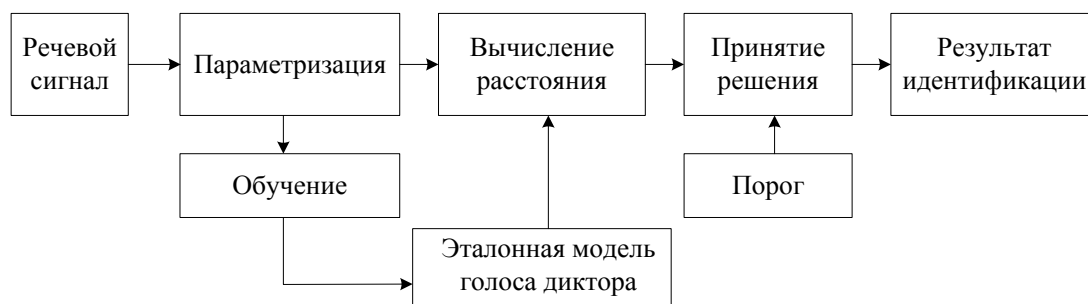 Речевой
сигнал
Параметризация
Вычисление
расстояния
Принятие
решения
Результат
идентификации
Обучение
Порог
Эталонная модель
голоса диктора